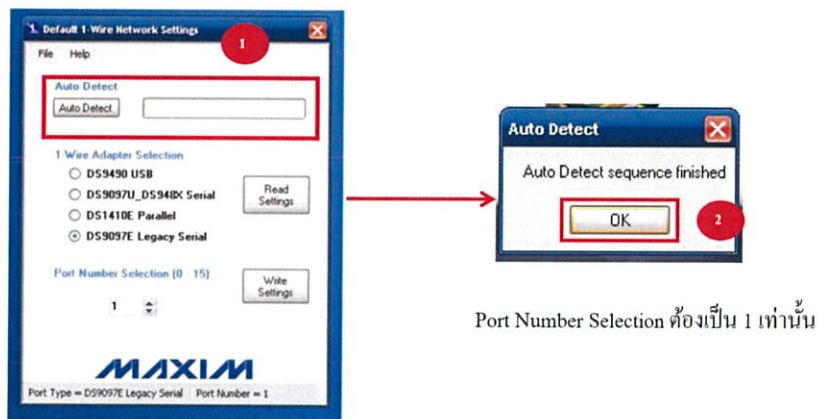 Default 1-Wire Network Settings
1
File Help
Auto Detect
Auto Detect
1-Wire Adapter Selection
DS9490 USB
DS9097U_DS948X Serial
DS1410E Parallel
DS9097E Legacy Serial
Read Settings
Port Number Selection (0 - 15)
1
Write Settings
MAXIM
Port Type = DS9097E Legacy Serial Port Number = 1
Auto Detect
Auto Detect sequence finished
OK
2
Port Number Selection ต้องเป็น 1 เท่านั้น